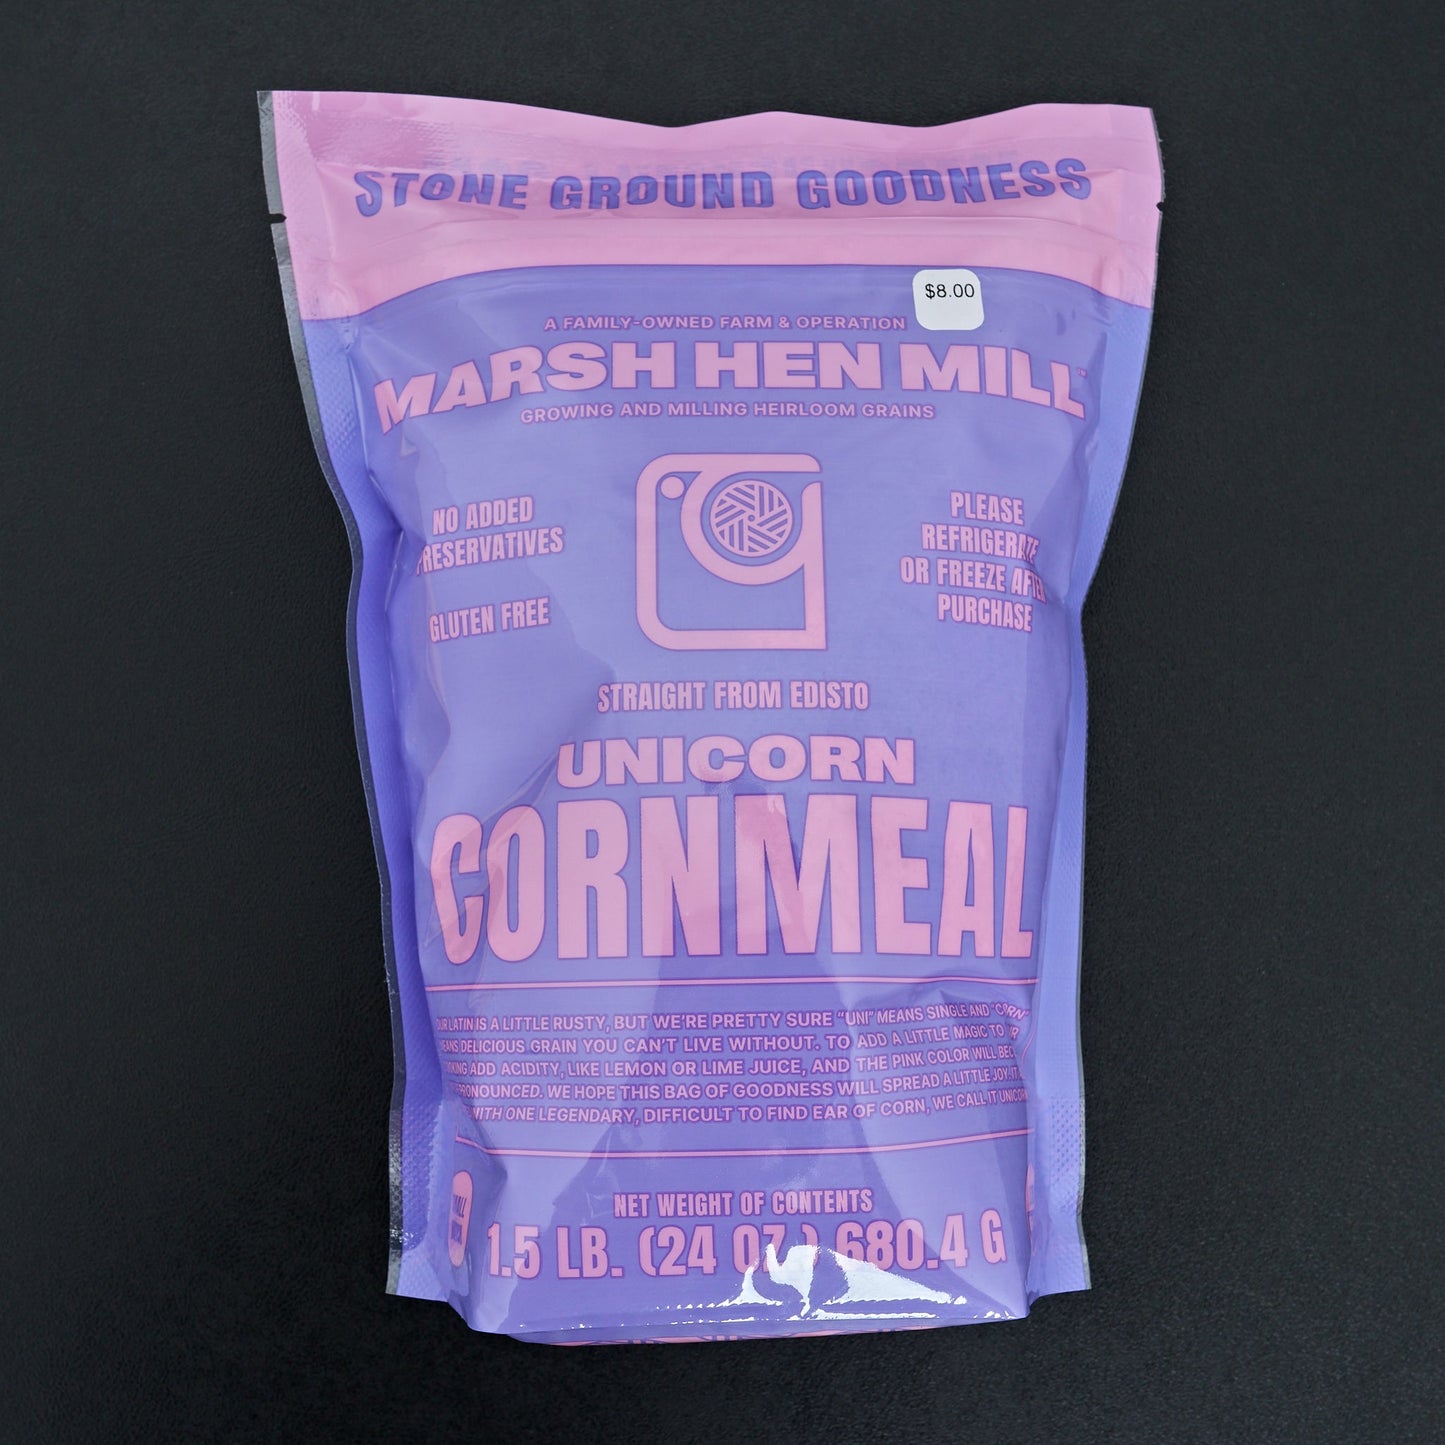 STONE GROUND GOODNESS
$8.00
A FAMILY-OWNED FARM & OPERATION
MARSH HEN MILL
GROWING AND MILLING HEIRLOOM GRAINS
NO ADDED
PRESERVATIVES
GLUTEN FREE
PLEASE
REFRIGERATE
OR FREEZE AFTER
PURCHASE
STRAIGHT FROM EDISTO
UNICORN
CORNMEAL
OUR LATIN IS A LITTLE RUSTY, BUT WE'RE PRETTY SURE "UNI" MEANS SINGLE AND "CORN"
MEANS DELICIOUS GRAIN YOU CAN'T LIVE WITHOUT. TO ADD A LITTLE MAGIC TO
ADD ACIDITY, LIKE LEMON OR LIME JUICE, AND THE PINK COLOR WILL
PRONOUNCED. WE HOPE THIS BAG OF GOODNESS WILL SPREAD A LITTLE JOY.
WITH ONE LEGENDARY, DIFFICULT TO FIND EAR OF CORN, WE CALL IT UNICORN
NET WEIGHT OF CONTENTS
1.5 LB. (24 OZ.) 680.4 G